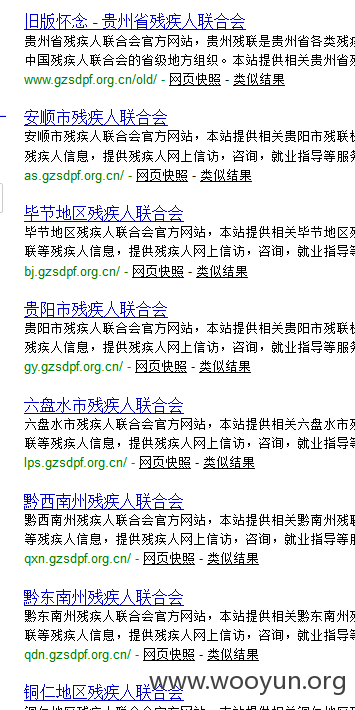 旧版怀念 - 贵州省残疾人联合会
贵州省残疾人联合会官方网站，贵州残联是贵州省各类残疾
中国残疾人联合会的省级地方组织。本站提供相关贵州省残
www.gzsdpf.org.cn/old/ - 网页快照 - 类似结果
安顺市残疾人联合会
安顺市残疾人联合会官方网站，本站提供相关贵阳市残联
残疾人信息，提供残疾人网上信访，咨询，就业指导等服务
as.gzsdpf.org.cn/ - 网页快照 - 类似结果
毕节地区残疾人联合会
毕节地区残疾人联合会官方网站，本站提供相关毕节地区残
联等残疾人信息，提供残疾人网上信访，咨询，就业指导等
bj.gzsdpf.org.cn/ - 网页快照 - 类似结果
贵阳市残疾人联合会
贵阳市残疾人联合会官方网站，本站提供相关贵阳市残联
残疾人信息，提供残疾人网上信访，咨询，就业指导等服务
gy.gzsdpf.org.cn/ - 网页快照 - 类似结果
六盘水市残疾人联合会
六盘水市残疾人联合会官方网站，本站提供相关六盘水市残
联等残疾人信息，提供残疾人网上信访，咨询，就业指导等
lps.gzsdpf.org.cn/ - 网页快照 - 类似结果
黔西南州残疾人联合会
黔西南州残疾人联合会官方网站，本站提供相关黔南州残联
等残疾人信息，提供残疾人网上信访，咨询，就业指导等服
qxn.gzsdpf.org.cn/ - 网页快照 - 类似结果
黔东南州残疾人联合会
黔东南州残疾人联合会官方网站，本站提供相关黔东南州残
联等残疾人信息，提供残疾人网上信访，咨询，就业指导等
qdn.gzsdpf.org.cn/ - 网页快照 - 类似结果
www.wooyun.org
铜仁地区残疾人联合会